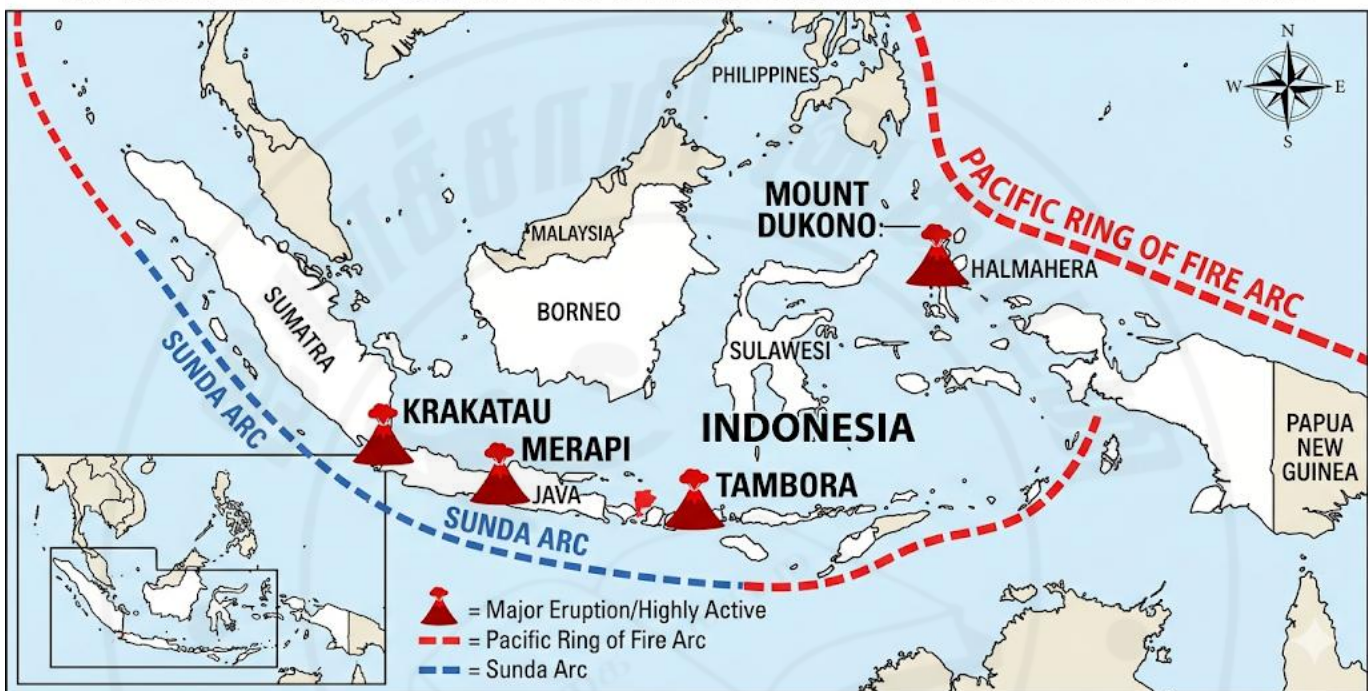 PHILIPPINES
N
W
E
S
PACIFIC RING OF FIRE ARC
MOUNT
DUKONO
HALMAHERA
MALAYSIA
BORNEO
SULAWESI
SUMATRA
SUNDA ARC
KRAKATAU
MERAPI
JAVA
TAMBORA
INDONESIA
PAPUA
NEW
GUINEA
SUNDA ARC
= Major Eruption/Highly Active
= Pacific Ring of Fire Arc
= Sunda Arc